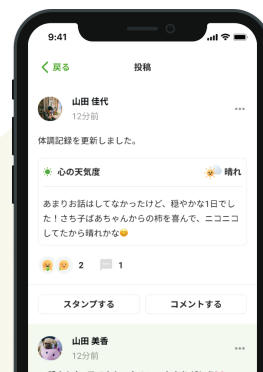 9:41
戻る
投稿
山田 佳代
12分前
体調記録を更新しました。
心の天気度
晴れ
あまりお話はしてなかったけど、穏やかな1日でし
た！さち子ばあちゃんからの柿を喜んで、ニコニコ
してたから晴れかな😊
2
1
スタンプする
コメントする
山田 美香
12分前